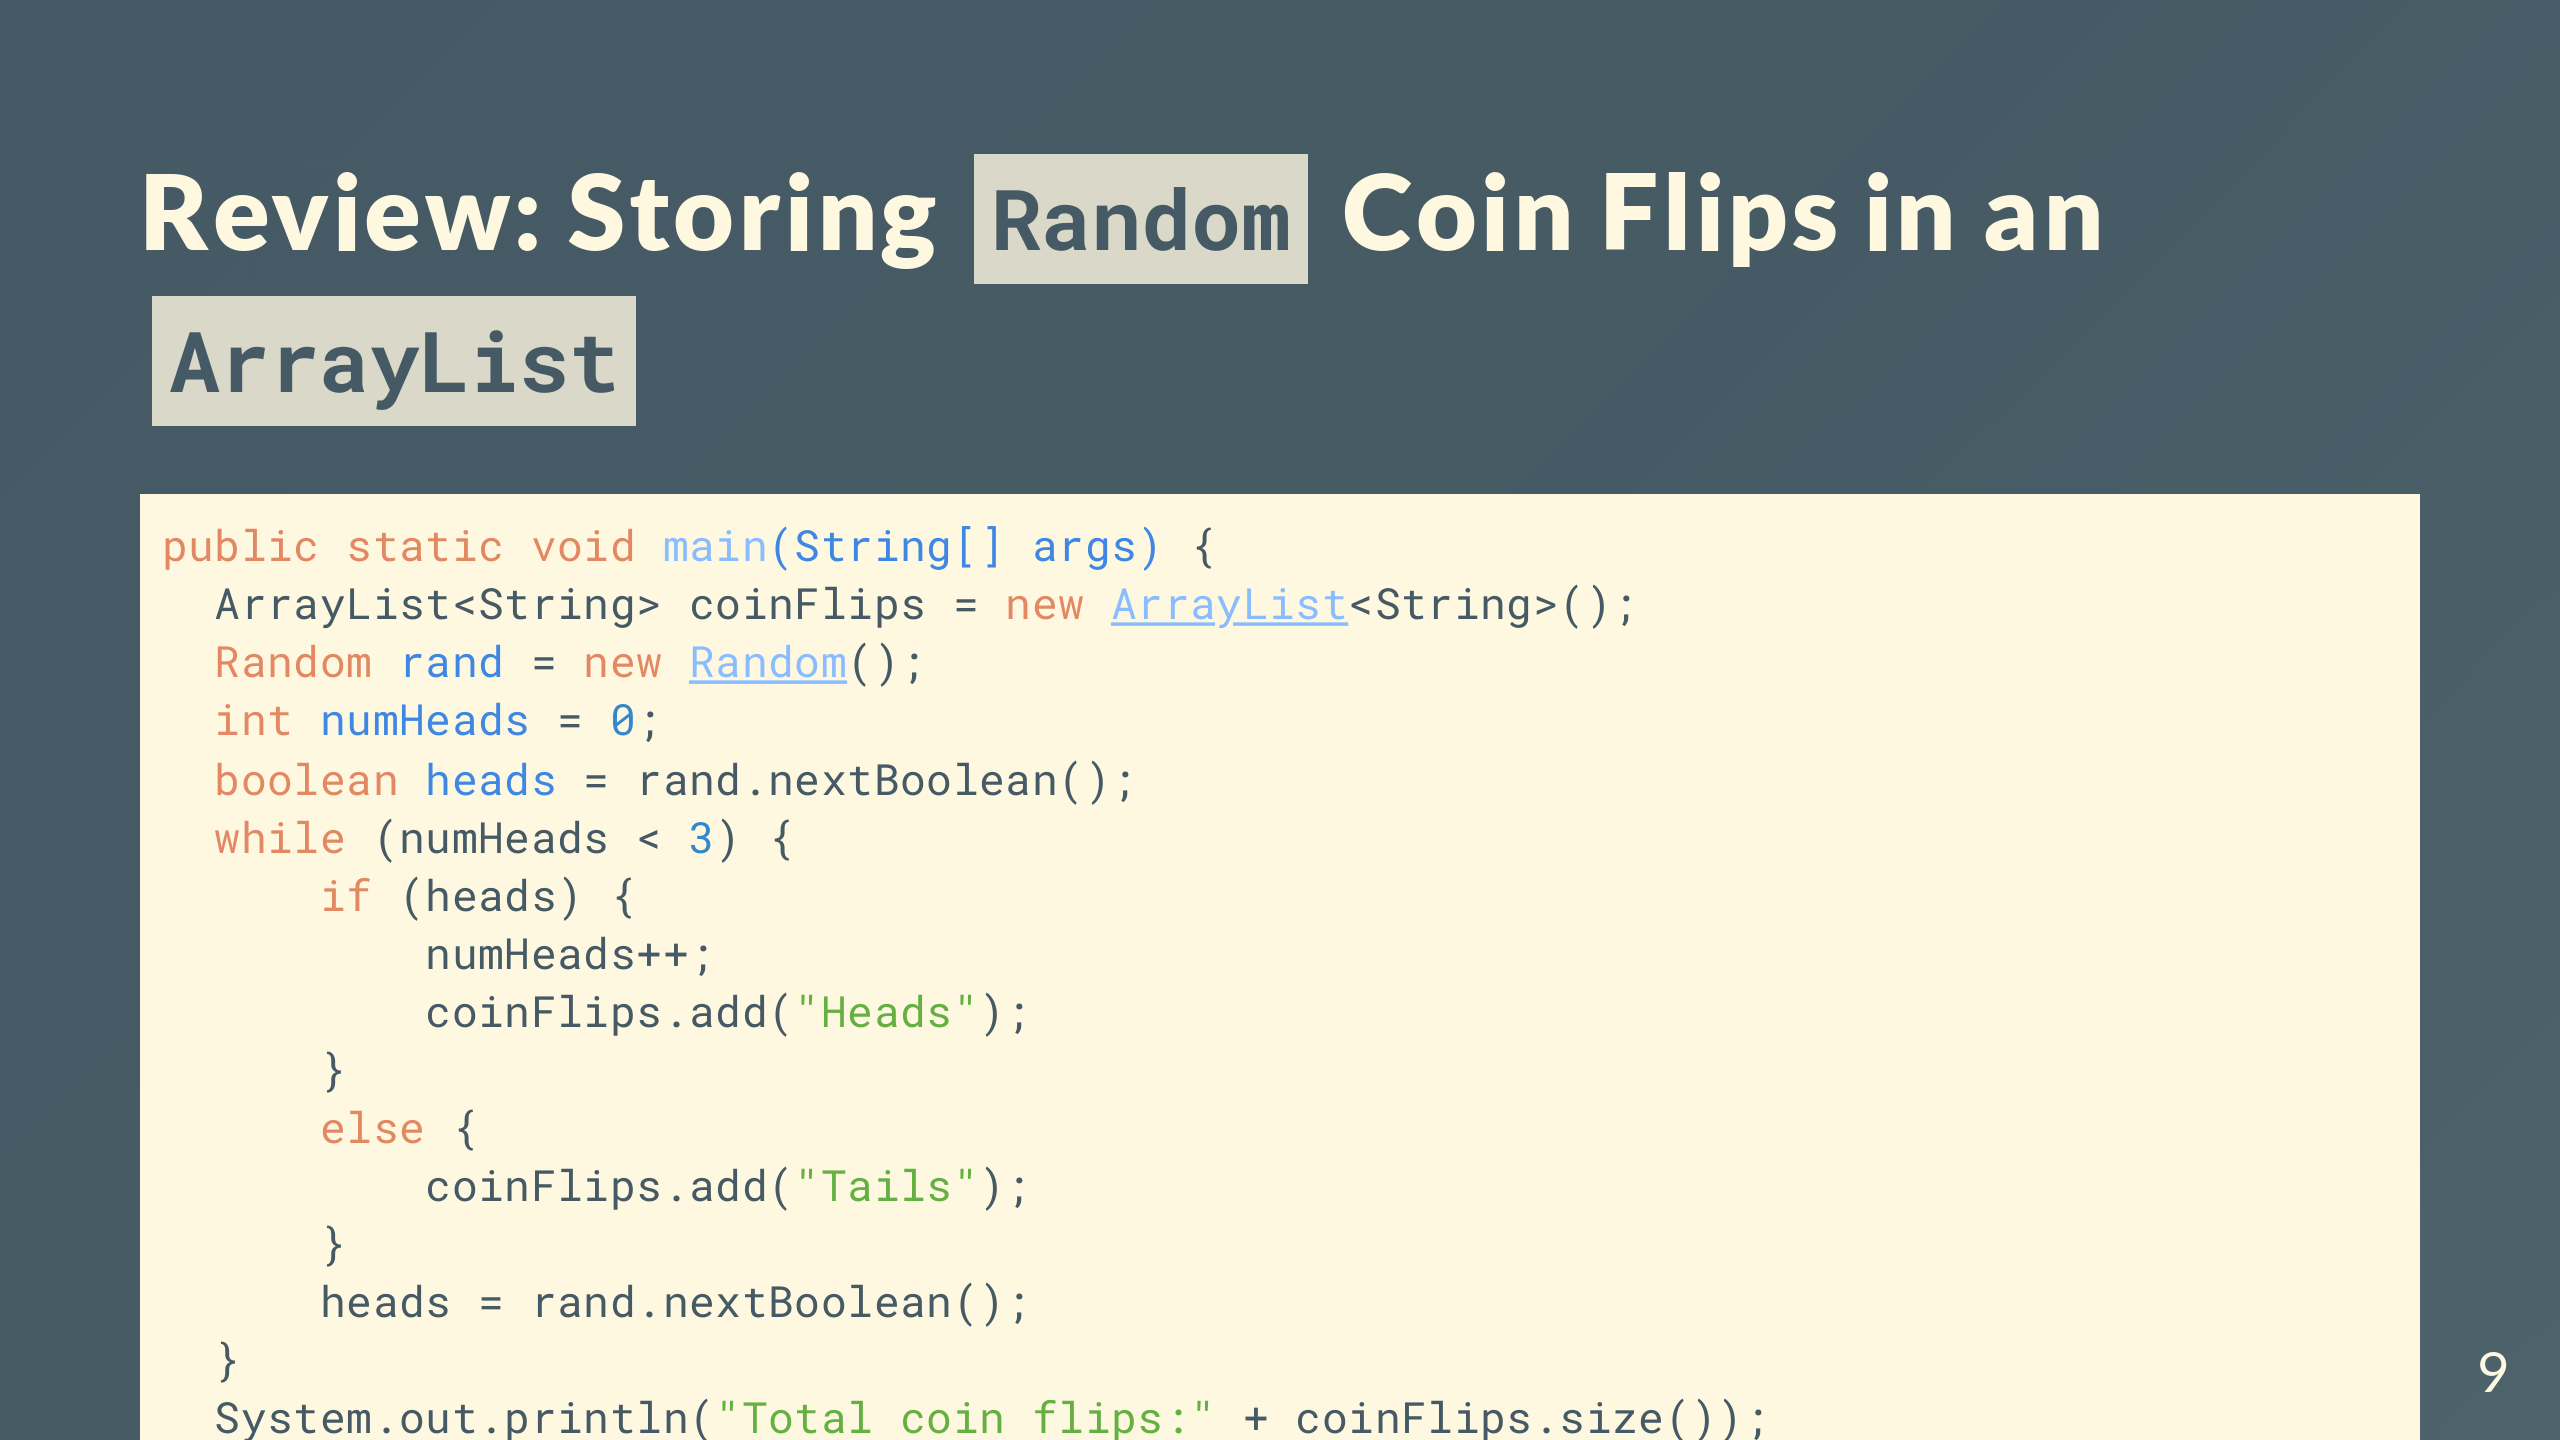 Review: Storing Random Coin Flips in an
ArrayList
public static void main(String[] args) {
  ArrayList<String> coinFlips = new ArrayList<String>();
  Random rand = new Random();
  int numHeads = 0;
  boolean heads = rand.nextBoolean();
  while (numHeads < 3) {
      if (heads) {
          numHeads++;
          coinFlips.add("Heads");
      }
      else {
          coinFlips.add("Tails");
      }
      heads = rand.nextBoolean();
  }
  System.out.println("Total coin flips:" + coinFlips.size());
9